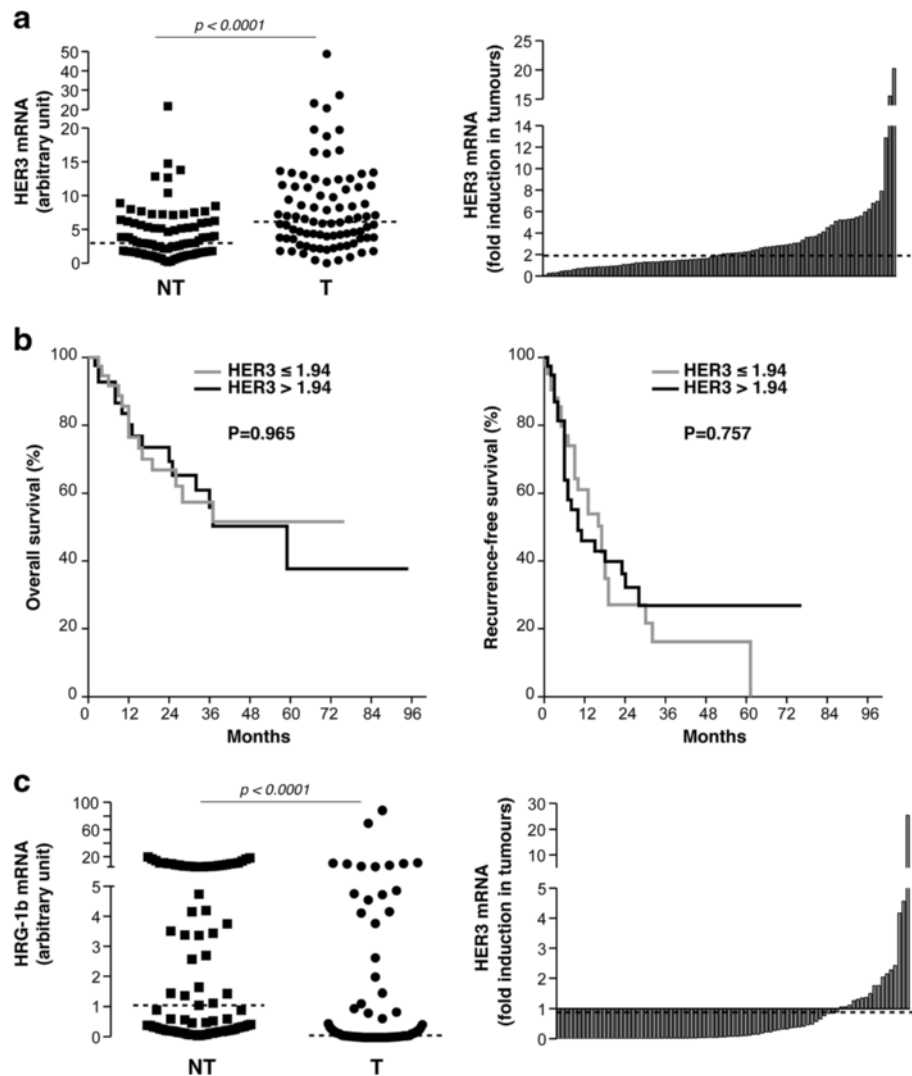 a
p < 0.0001
HER3 mRNA
(arbitrary unit)
50
40
30
20
20
15
10
5
0
NT
T
HER3 mRNA
(fold induction in tumours)
25
20
15
14
12
10
8
6
4
2
0
b
Overall survival (%)
100
80
60
40
20
0
HER3 ≤ 1.94
HER3 > 1.94
P=0.965
0 12 24 36 48 60 72 84 96
Months
Recurrence-free survival (%)
100
80
60
40
20
0
HER3 ≤ 1.94
HER3 > 1.94
P=0.757
0 12 24 36 48 60 72 84 96
Months
c
p < 0.0001
HRG-1b mRNA
(arbitrary unit)
100
60
20
5
4
3
2
1
0
NT
T
HER3 mRNA
(fold induction in tumours)
30
20
10
5
4
3
2
1
0